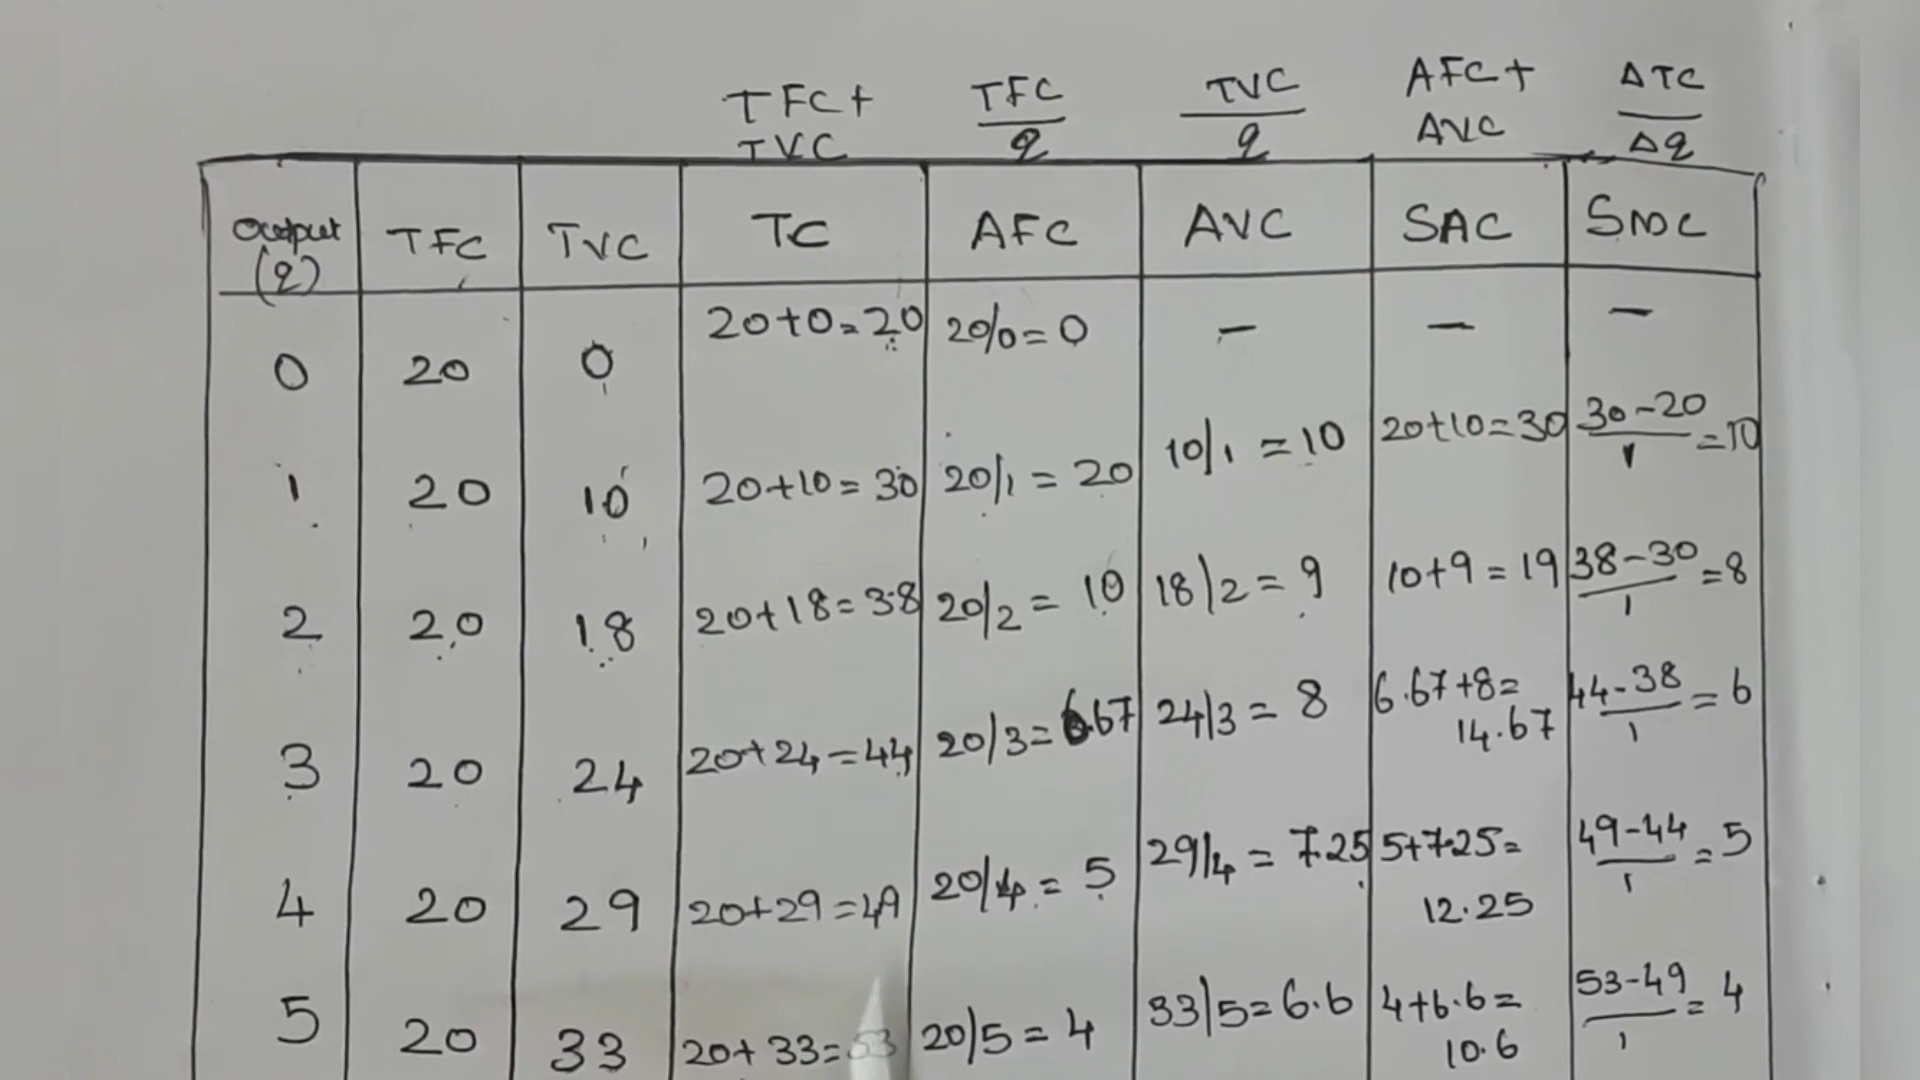 TFC+ TFC TVC AFC+ ΔTC
TVC q q AVC Δq
Output (q) TFC TVC TC AFC AVC SAC SMC
0 20 0 20+0=20 20/0=0 — — —
1 20 10 20+10=30 20/1=20 10/1=10 20+10=30 30-20/1=10
2 20 18 20+18=38 20/2=10 18/2=9 10+9=19 38-30/1=8
3 20 24 20+24=44 20/3=6.67 24/3=8 6.67+8=14.67 44-38/1=6
4 20 29 20+29=49 20/4=5 29/4=7.25 5+7.25=12.25 49-44/1=5
5 20 33 20+33=53 20/5=4 33/5=6.6 4+6.6=10.6 53-49/1=4